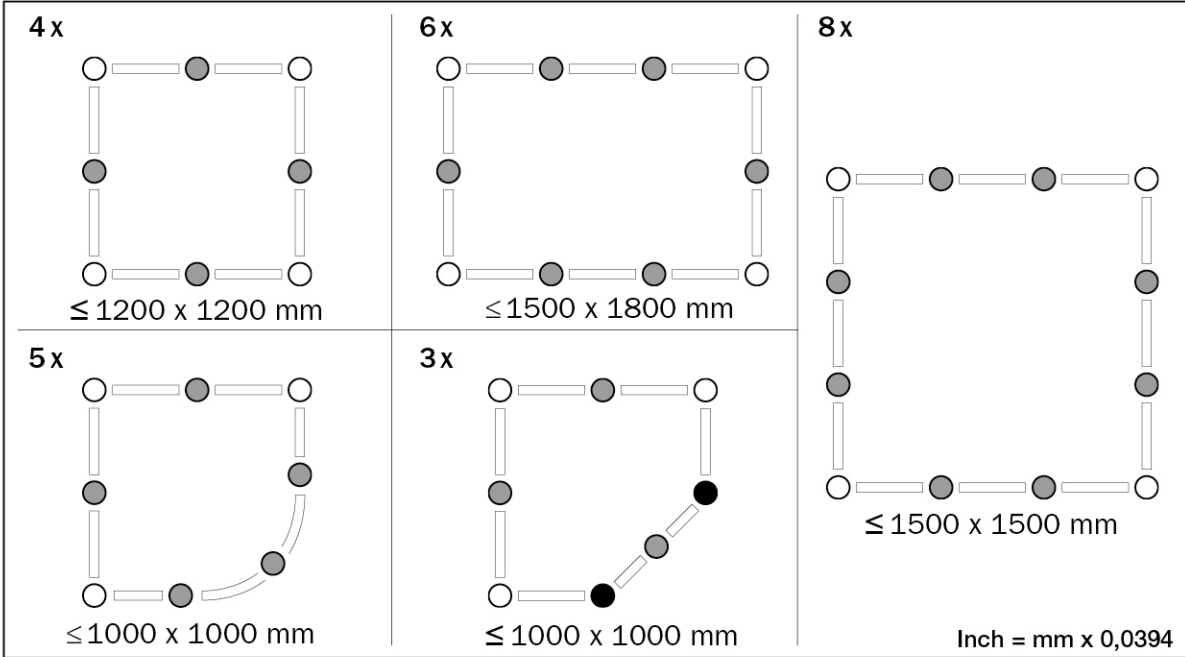 4x
≤ 1200 x 1200 mm
6x
≤ 1500 x 1800 mm
8x
≤ 1500 x 1500 mm
5x
≤ 1000 x 1000 mm
3x
≤ 1000 x 1000 mm
Inch = mm x 0,0394